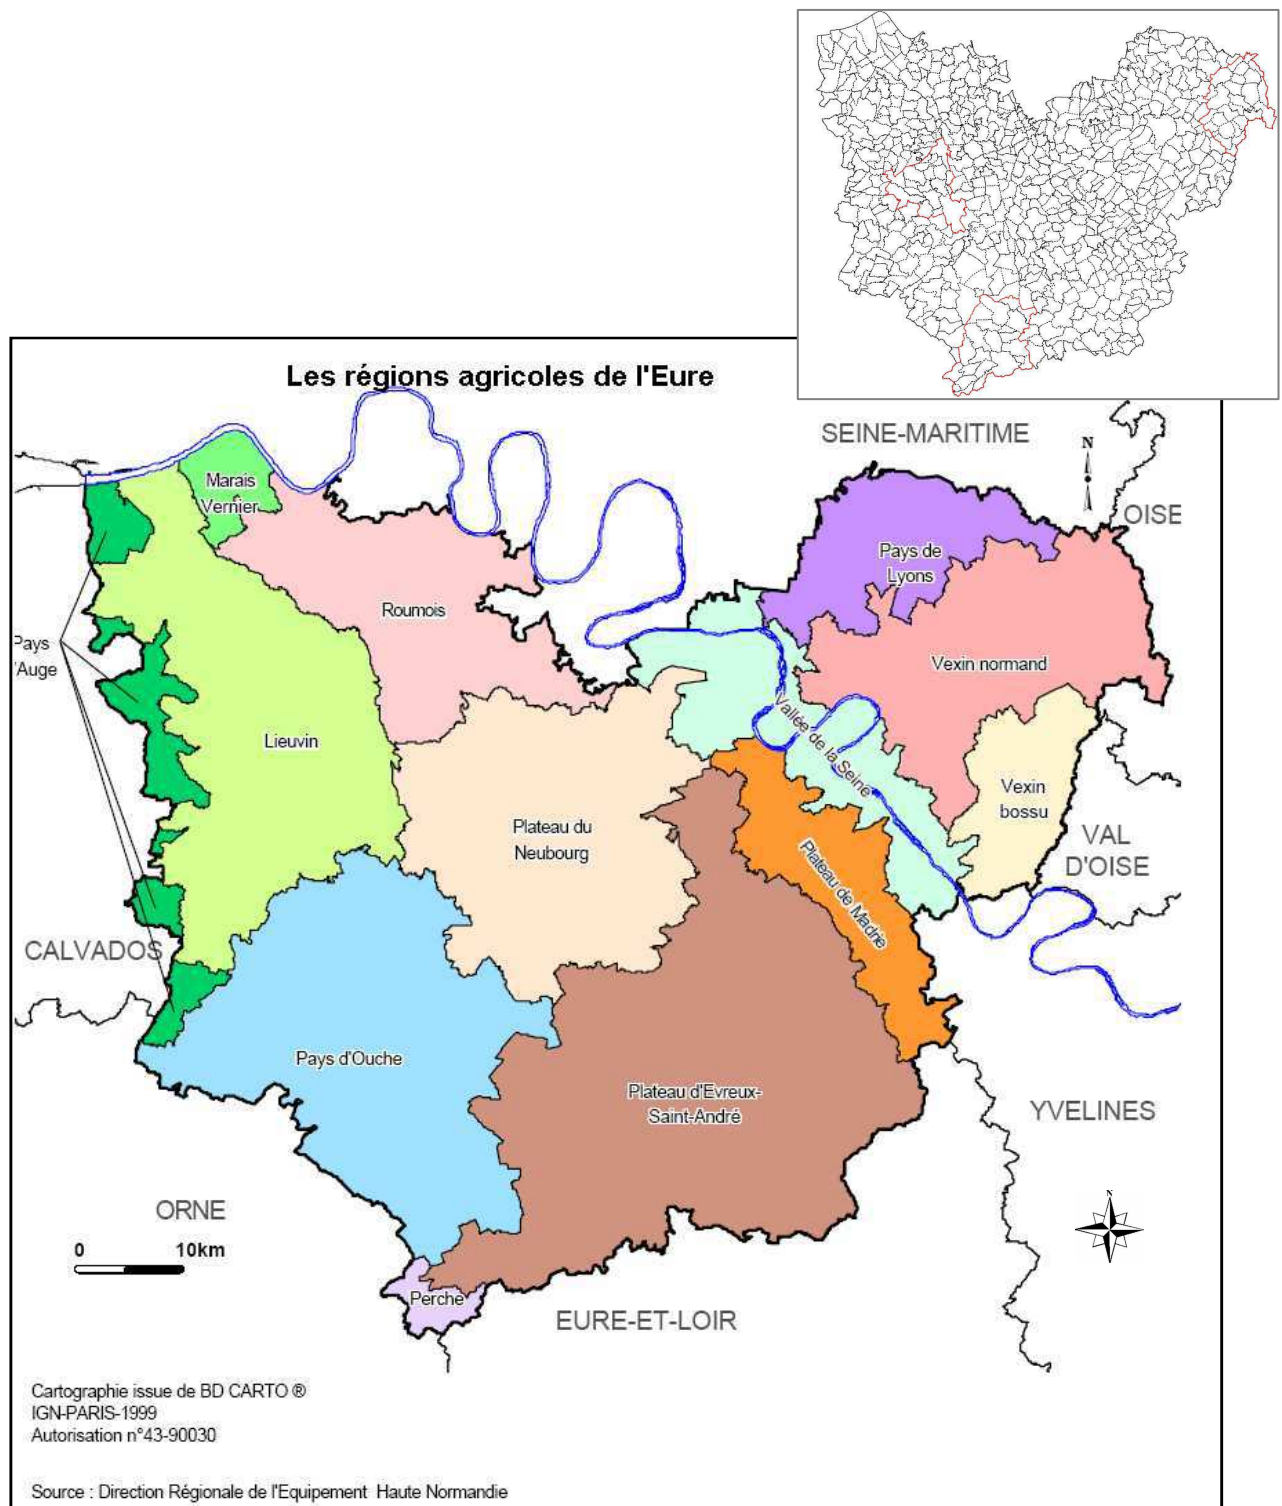 Les régions agricoles de l'Eure
SEINE-MARITIME
N
OISE
Marais
Vernier
Pays de
Lyons
Roumois
Pays
'Auge
Vexin normand
Lieuvin
Vallée de la Seine
Vexin
bossu
Plateau du
Neubourg
VAL
D'OISE
Plateau de Madrie
CALVADOS
Pays d'Ouche
Plateau d'Evreux-
Saint-André
YVELINES
ORNE
N
0 10km
Perche
EURE-ET-LOIR
Cartographie issue de BD CARTO ®
IGN-PARIS-1999
Autorisation n°43-90030
Source : Direction Régionale de l'Equipement Haute Normandie